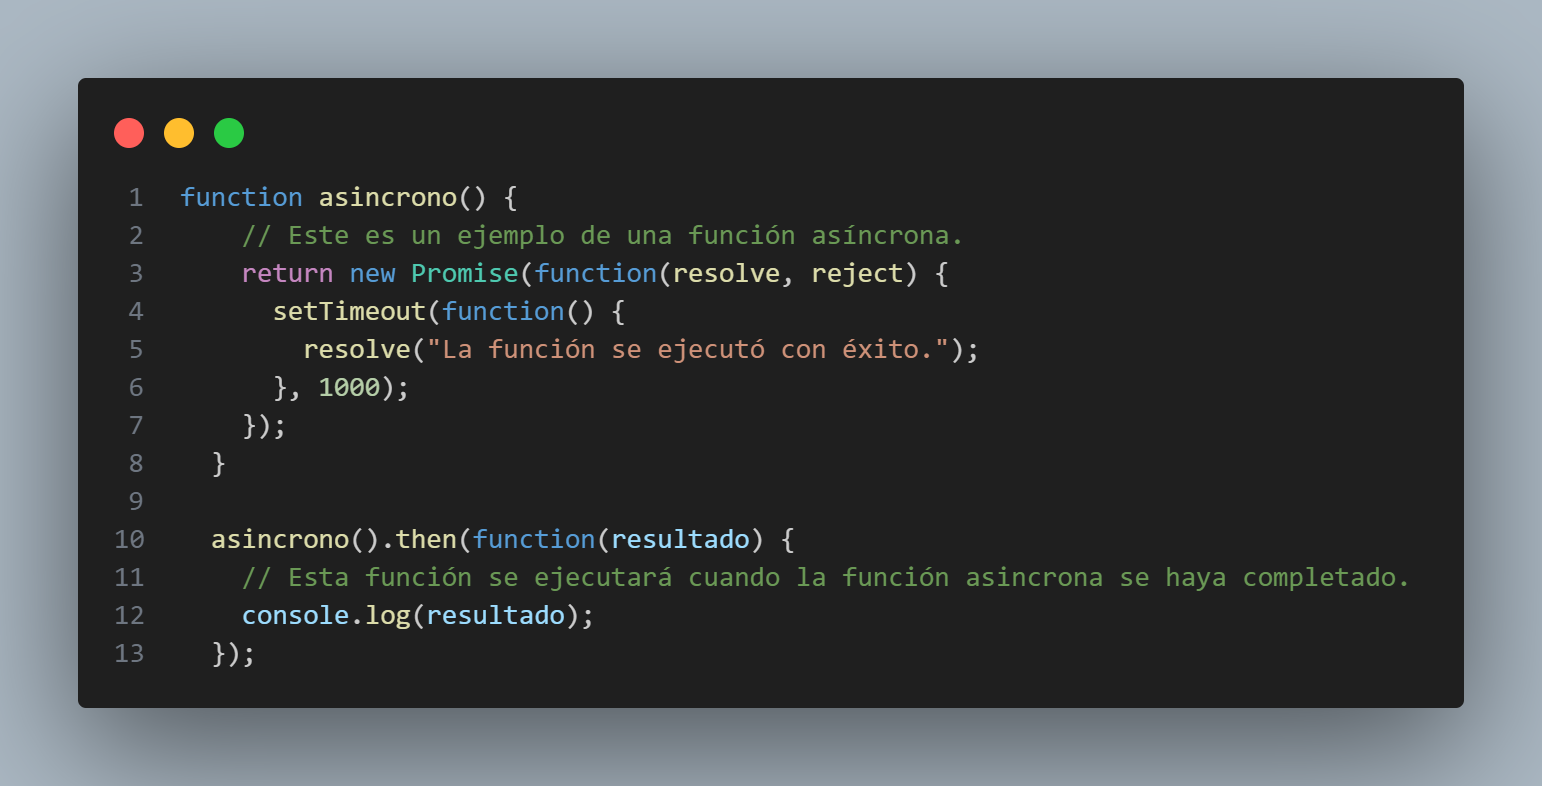 1 function asincrono() {
2 // Este es un ejemplo de una función asíncrona.
3 return new Promise(function(resolve, reject) {
4 setTimeout(function() {
5 resolve("La función se ejecutó con éxito.");
6 }, 1000);
7 });
8 }
9
10 asincrono().then(function(resultado) {
11 // Esta función se ejecutará cuando la función asincrona se haya completado.
12 console.log(resultado);
13 });